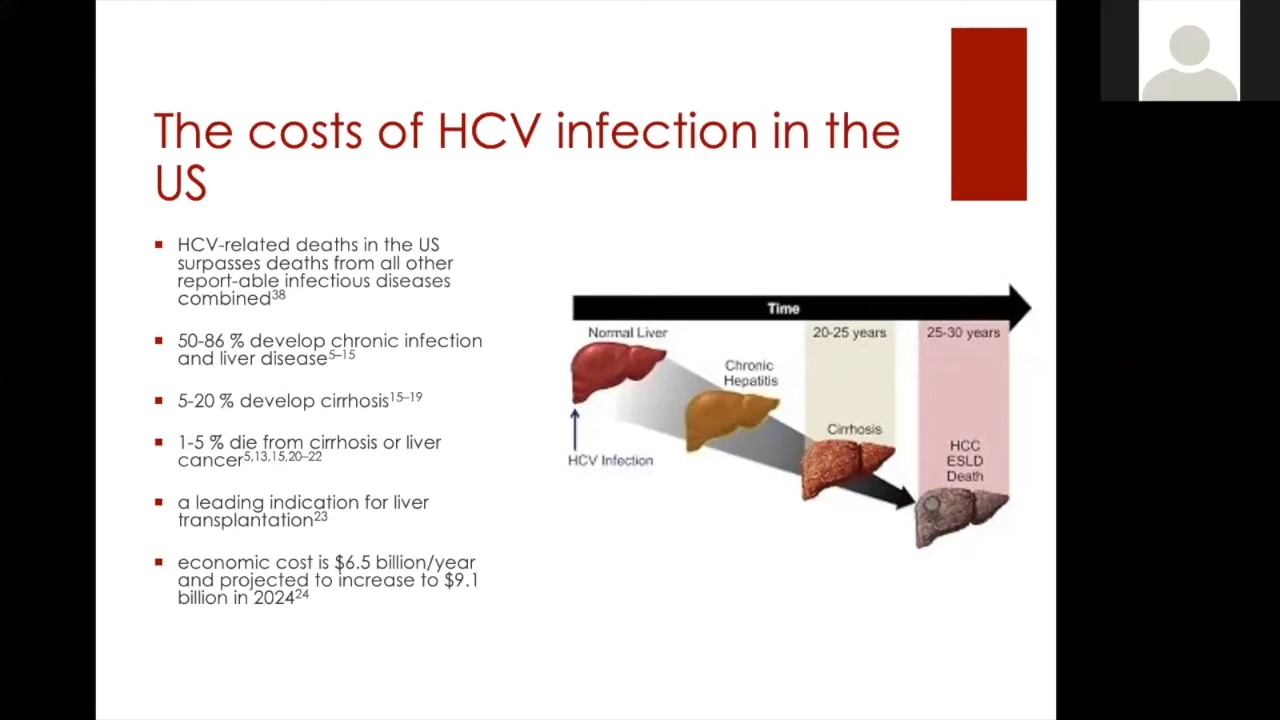 The costs of HCV infection in the
US
HCV-related deaths in the US
surpasses deaths from all other
report-able infectious diseases
combined38
50-86 % develop chronic infection
and liver disease5–15
5-20 % develop cirrhosis15–19
1-5 % die from cirrhosis or liver
cancer5,13,15,20–22
a leading indication for liver
transplantation23
economic cost is $6.5 billion/year
and projected to increase to $9.1
billion in 202424
Time
Normal Liver
20-25 years
25-30 years
Chronic
Hepatitis
Cirrhosis
HCC
ESLD
Death
HCV Infection